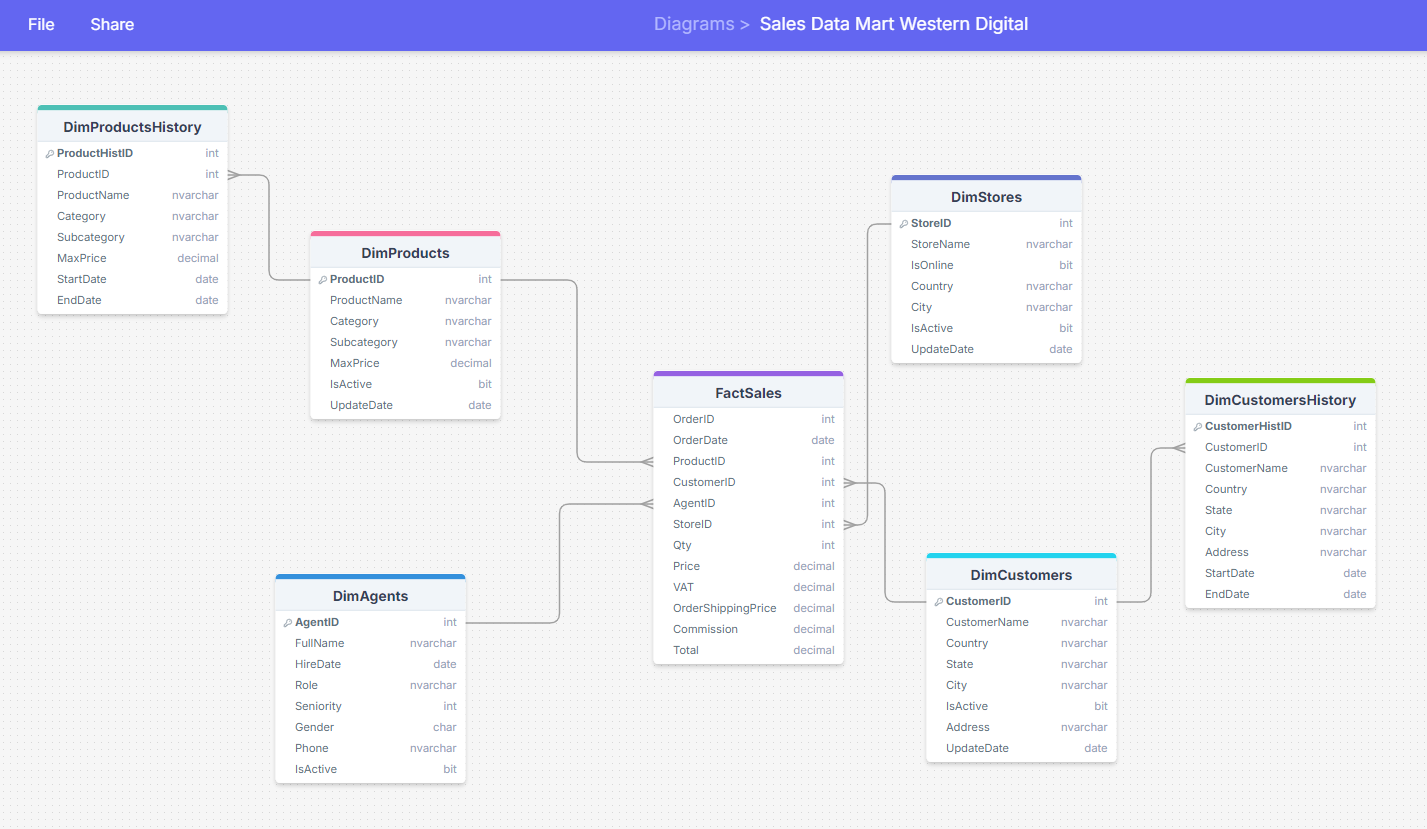 File Share Diagrams > Sales Data Mart Western Digital
DimProductsHistory
ProductHistID int
ProductID int
ProductName nvarchar
Category nvarchar
Subcategory nvarchar
MaxPrice decimal
StartDate date
EndDate date
DimProducts
ProductID int
ProductName nvarchar
Category nvarchar
Subcategory nvarchar
MaxPrice decimal
IsActive bit
UpdateDate date
DimStores
StoreID int
StoreName nvarchar
IsOnline bit
Country nvarchar
City nvarchar
IsActive bit
UpdateDate date
FactSales
OrderID int
OrderDate date
ProductID int
CustomerID int
AgentID int
StoreID int
Qty int
Price decimal
VAT decimal
OrderShippingPrice decimal
Commission decimal
Total decimal
DimCustomersHistory
CustomerHistID int
CustomerID int
CustomerName nvarchar
Country nvarchar
State nvarchar
City nvarchar
Address nvarchar
StartDate date
EndDate date
DimAgents
AgentID int
FullName nvarchar
HireDate date
Role nvarchar
Seniority int
Gender char
Phone nvarchar
IsActive bit
DimCustomers
CustomerID int
CustomerName nvarchar
Country nvarchar
State nvarchar
City nvarchar
IsActive bit
Address nvarchar
UpdateDate date